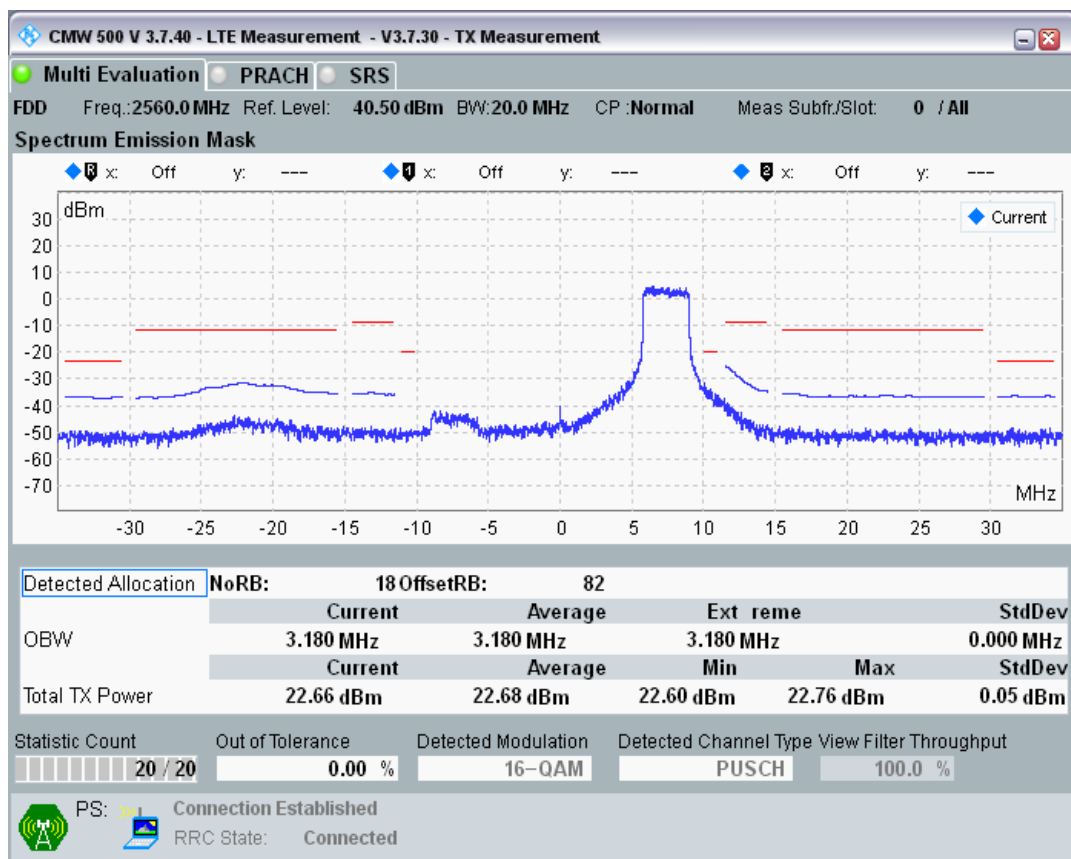 CMW 500 V 3.7.40 - LTE Measurement - V3.7.30 - TX Measurement
Multi Evaluation PRACH SRS
FDD Freq.:2560.0 MHz Ref. Level: 40.50 dBm BW:20.0 MHz CP :Normal Meas Subfr./Slot: 0 / All
Spectrum Emission Mask
R x: Off y: --- 1 x: Off y: --- 2 x: Off y: ---
dBm
Current
30
20
10
0
-10
-20
-30
-40
-50
-60
-70
MHz
-30 -25 -20 -15 -10 -5 0 5 10 15 20 25 30
Detected Allocation NoRB: 18 OffsetRB: 82
Current Average Ext reme StdDev
OBW 3.180 MHz 3.180 MHz 3.180 MHz 0.000 MHz
Current Average Min Max StdDev
Total TX Power 22.66 dBm 22.68 dBm 22.60 dBm 22.76 dBm 0.05 dBm
Statistic Count Out of Tolerance Detected Modulation Detected Channel Type View Filter Throughput
20 / 20 0.00 % 16-QAM PUSCH 100.0 %
PS: Connection Established
RRC State: Connected